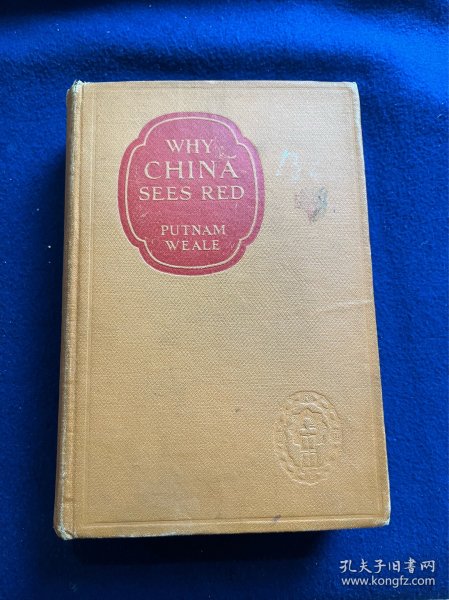 WHY
CHINA
SEES RED
PUTNAM
WEALE
孔夫子旧书网
www.kongfz.com